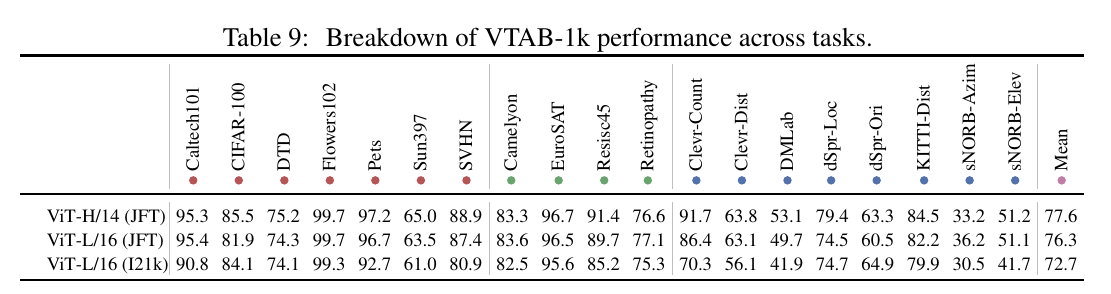 Table 9: Breakdown of VTAB-1k performance across tasks.
Caltech101 CIFAR-100 DTD Flowers102 Pets Sun397 SVHN Camelyon EuroSAT Resisc45 Retinopathy Clevr-Count Clevr-Dist DMLab dSpr-Loc dSpr-Ori KITTI-Dist sNORB-Azim sNORB-Elev Mean
ViT-H/14 (JFT) 95.3 85.5 75.2 99.7 97.2 65.0 88.9 83.3 96.7 91.4 76.6 91.7 63.8 53.1 79.4 63.3 84.5 33.2 51.2 77.6
ViT-L/16 (JFT) 95.4 81.9 74.3 99.7 96.7 63.5 87.4 83.6 96.5 89.7 77.1 86.4 63.1 49.7 74.5 60.5 82.2 36.2 51.1 76.3
ViT-L/16 (I21k) 90.8 84.1 74.1 99.3 92.7 61.0 80.9 82.5 95.6 85.2 75.3 70.3 56.1 41.9 74.7 64.9 79.9 30.5 41.7 72.7